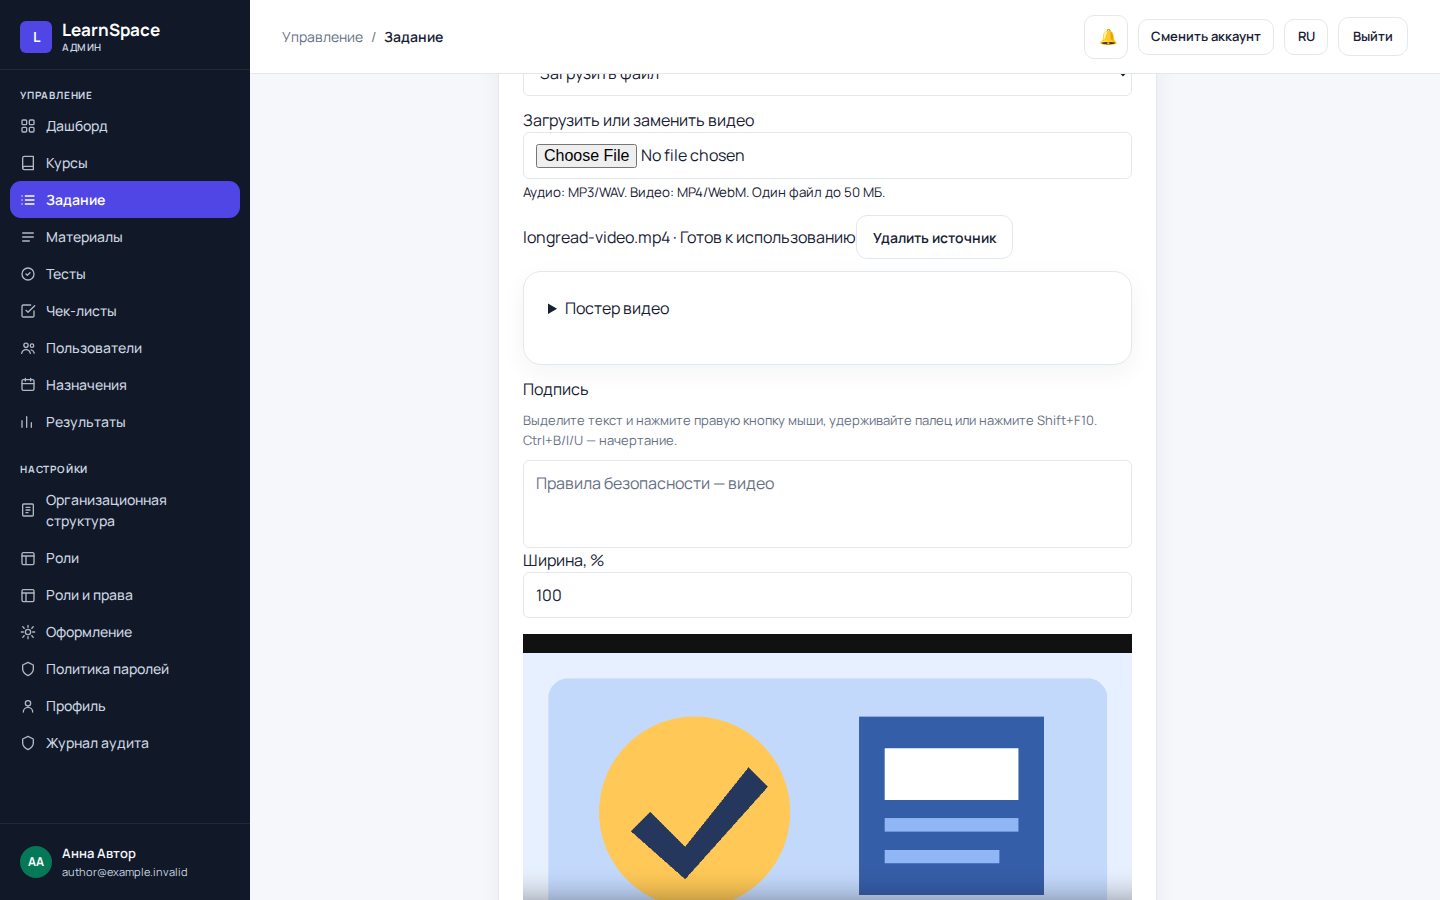 L
LearnSpace
АДМИН
УПРАВЛЕНИЕ
Дашборд
Курсы
Задание
Материалы
Тесты
Чек-листы
Пользователи
Назначения
Результаты
НАСТРОЙКИ
Организационная
структура
Роли
Роли и права
Оформление
Политика паролей
Профиль
Журнал аудита
АА
Анна Автор
author@example.invalid
Управление / Задание
Сменить аккаунт
RU
Выйти
Загрузить файл
Загрузить или заменить видео
Choose File No file chosen
Аудио: MP3/WAV. Видео: MP4/WebM. Один файл до 50 МБ.
longread-video.mp4 · Готов к использованию Удалить источник
Постер видео
Подпись
Выделите текст и нажмите правую кнопку мыши, удерживайте палец или нажмите Shift+F10.
Ctrl+B/I/U — начертание.
Правила безопасности — видео
Ширина, %
100